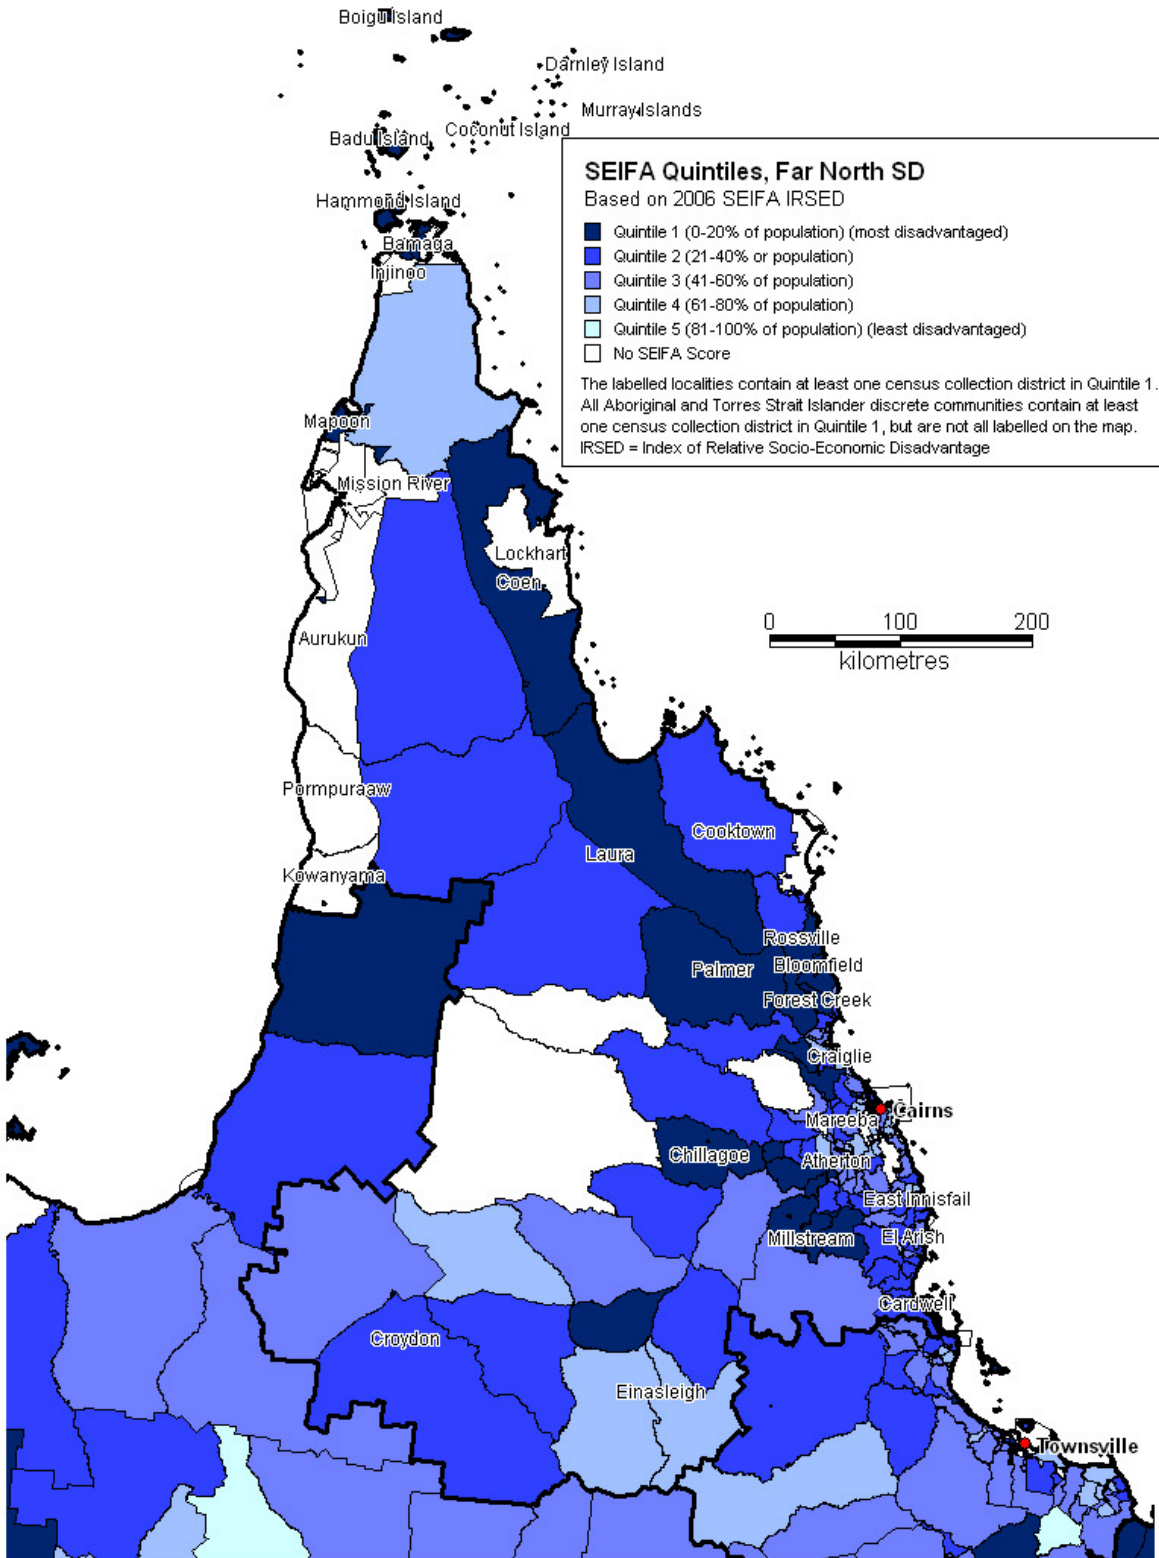 Boigu Island
Darnley Island
Murray Islands
Coconut Island
Badu Island
SEIFA Quintiles, Far North SD
Based on 2006 SEIFA IRSED
Quintile 1 (0-20% of population) (most disadvantaged)
Quintile 2 (21-40% or population)
Quintile 3 (41-60% of population)
Quintile 4 (61-80% of population)
Quintile 5 (81-100% of population) (least disadvantaged)
No SEIFA Score
The labelled localities contain at least one census collection district in Quintile 1.
All Aboriginal and Torres Strait Islander discrete communities contain at least
one census collection district in Quintile 1, but are not all labelled on the map.
IRSED = Index of Relative Socio-Economic Disadvantage
Hammond Island
Bamaga
Injinoo
Mapoon
Mission River
Lockhart
Coen
Aurukun
0 100 200
kilometres
Pormpuraaw
Cooktown
Laura
Kowanyama
Rossville
Palmer
Bloomfield
Forest Creek
Craiglie
Cairns
Mareeba
Chillagoe
Atherton
East Innisfail
Millstream
El Arish
Cardwell
Croydon
Einasleigh
Townsville